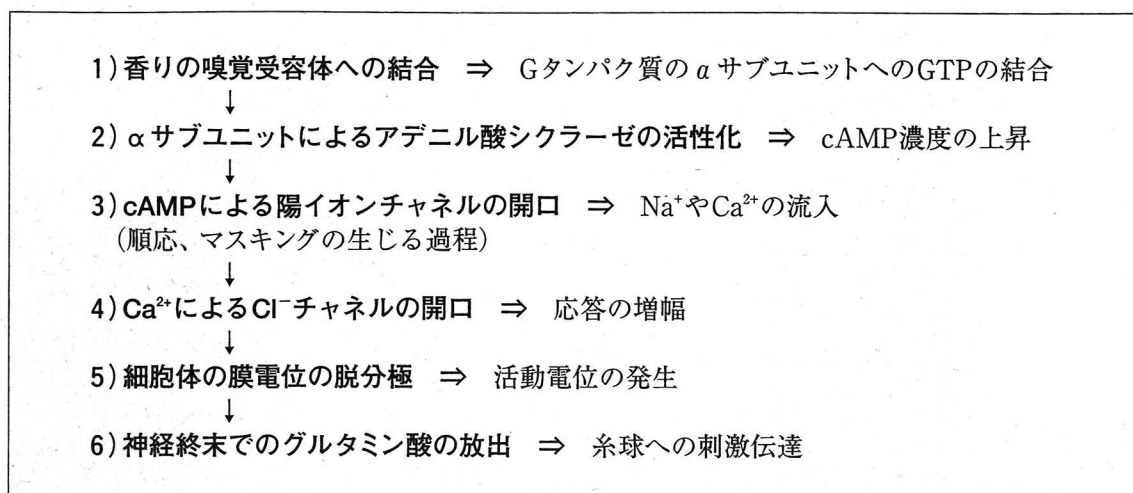 1）香りの嗅覚受容体への結合 ⇒ Gタンパク質のαサブユニットへのGTPの結合
↓
2）αサブユニットによるアデニル酸シクラーゼの活性化 ⇒ cAMP濃度の上昇
↓
3）cAMPによる陽イオンチャネルの開口 ⇒ Na⁺やCa²⁺の流入
（順応、マスキングの生じる過程）
↓
4）Ca²⁺によるCl⁻チャネルの開口 ⇒ 応答の増幅
↓
5）細胞体の膜電位の脱分極 ⇒ 活動電位の発生
↓
6）神経終末でのグルタミン酸の放出 ⇒ 糸球への刺激伝達